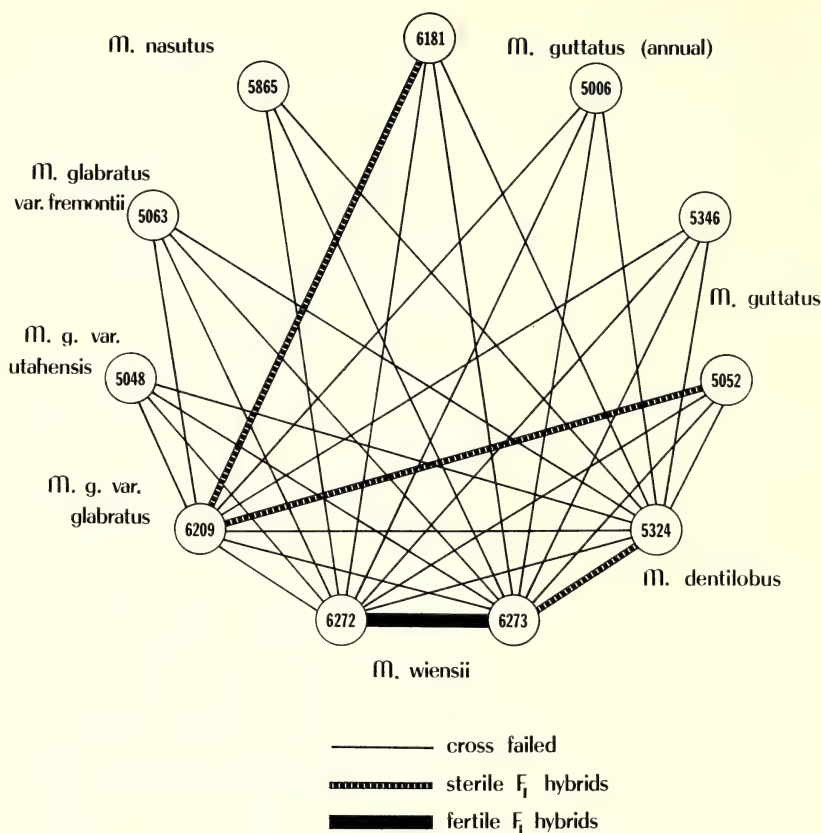 6181
M. nasutus
M. guttatus (annual)
5865
5006
M. glabratus
var. fremontii
5063
5346
M. guttatus
M. g. var.
utahensis
5048
5052
M. g. var.
glabratus
6209
5324
M. dentilobus
6272
6273
M. wiensii
cross failed
sterile F₁ hybrids
fertile F₁ hybrids